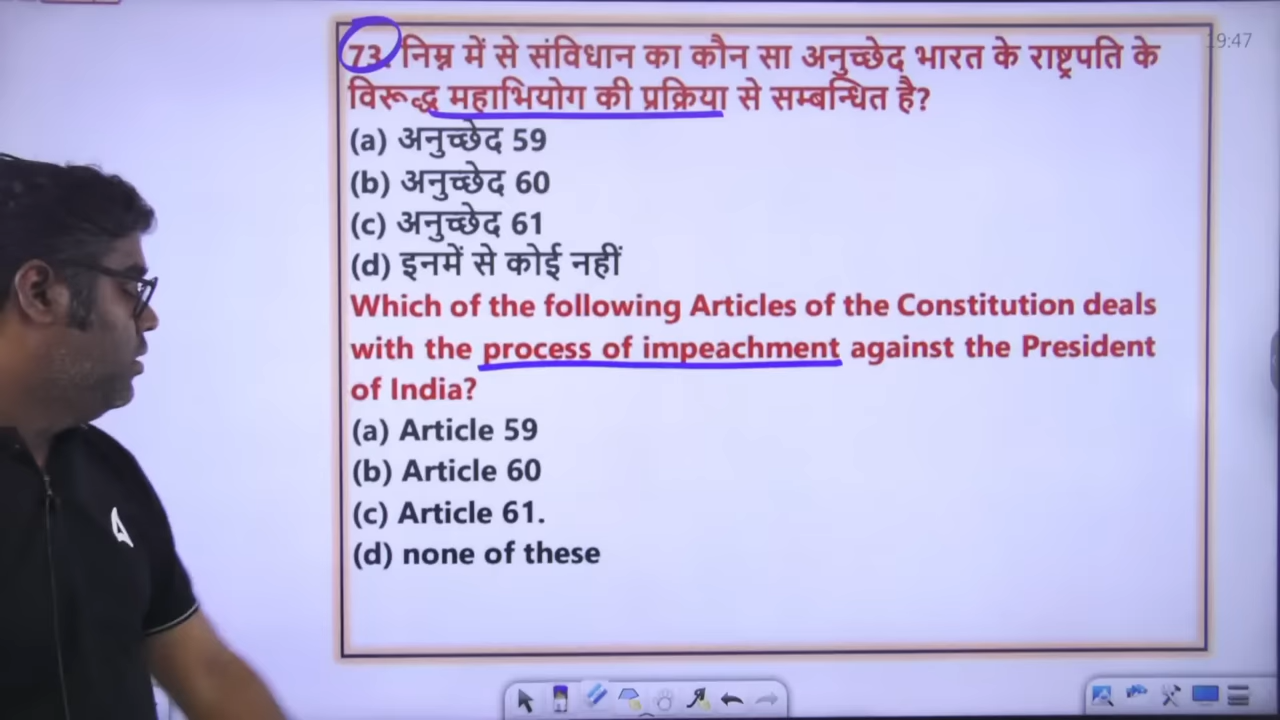 19:47
73. निम्न में से संविधान का कौन सा अनुच्छेद भारत के राष्ट्रपति के
विरूद्ध महाभियोग की प्रक्रिया से सम्बन्धित है?
(a) अनुच्छेद 59
(b) अनुच्छेद 60
(c) अनुच्छेद 61
(d) इनमें से कोई नहीं
Which of the following Articles of the Constitution deals
with the process of impeachment against the President
of India?
(a) Article 59
(b) Article 60
(c) Article 61.
(d) none of these